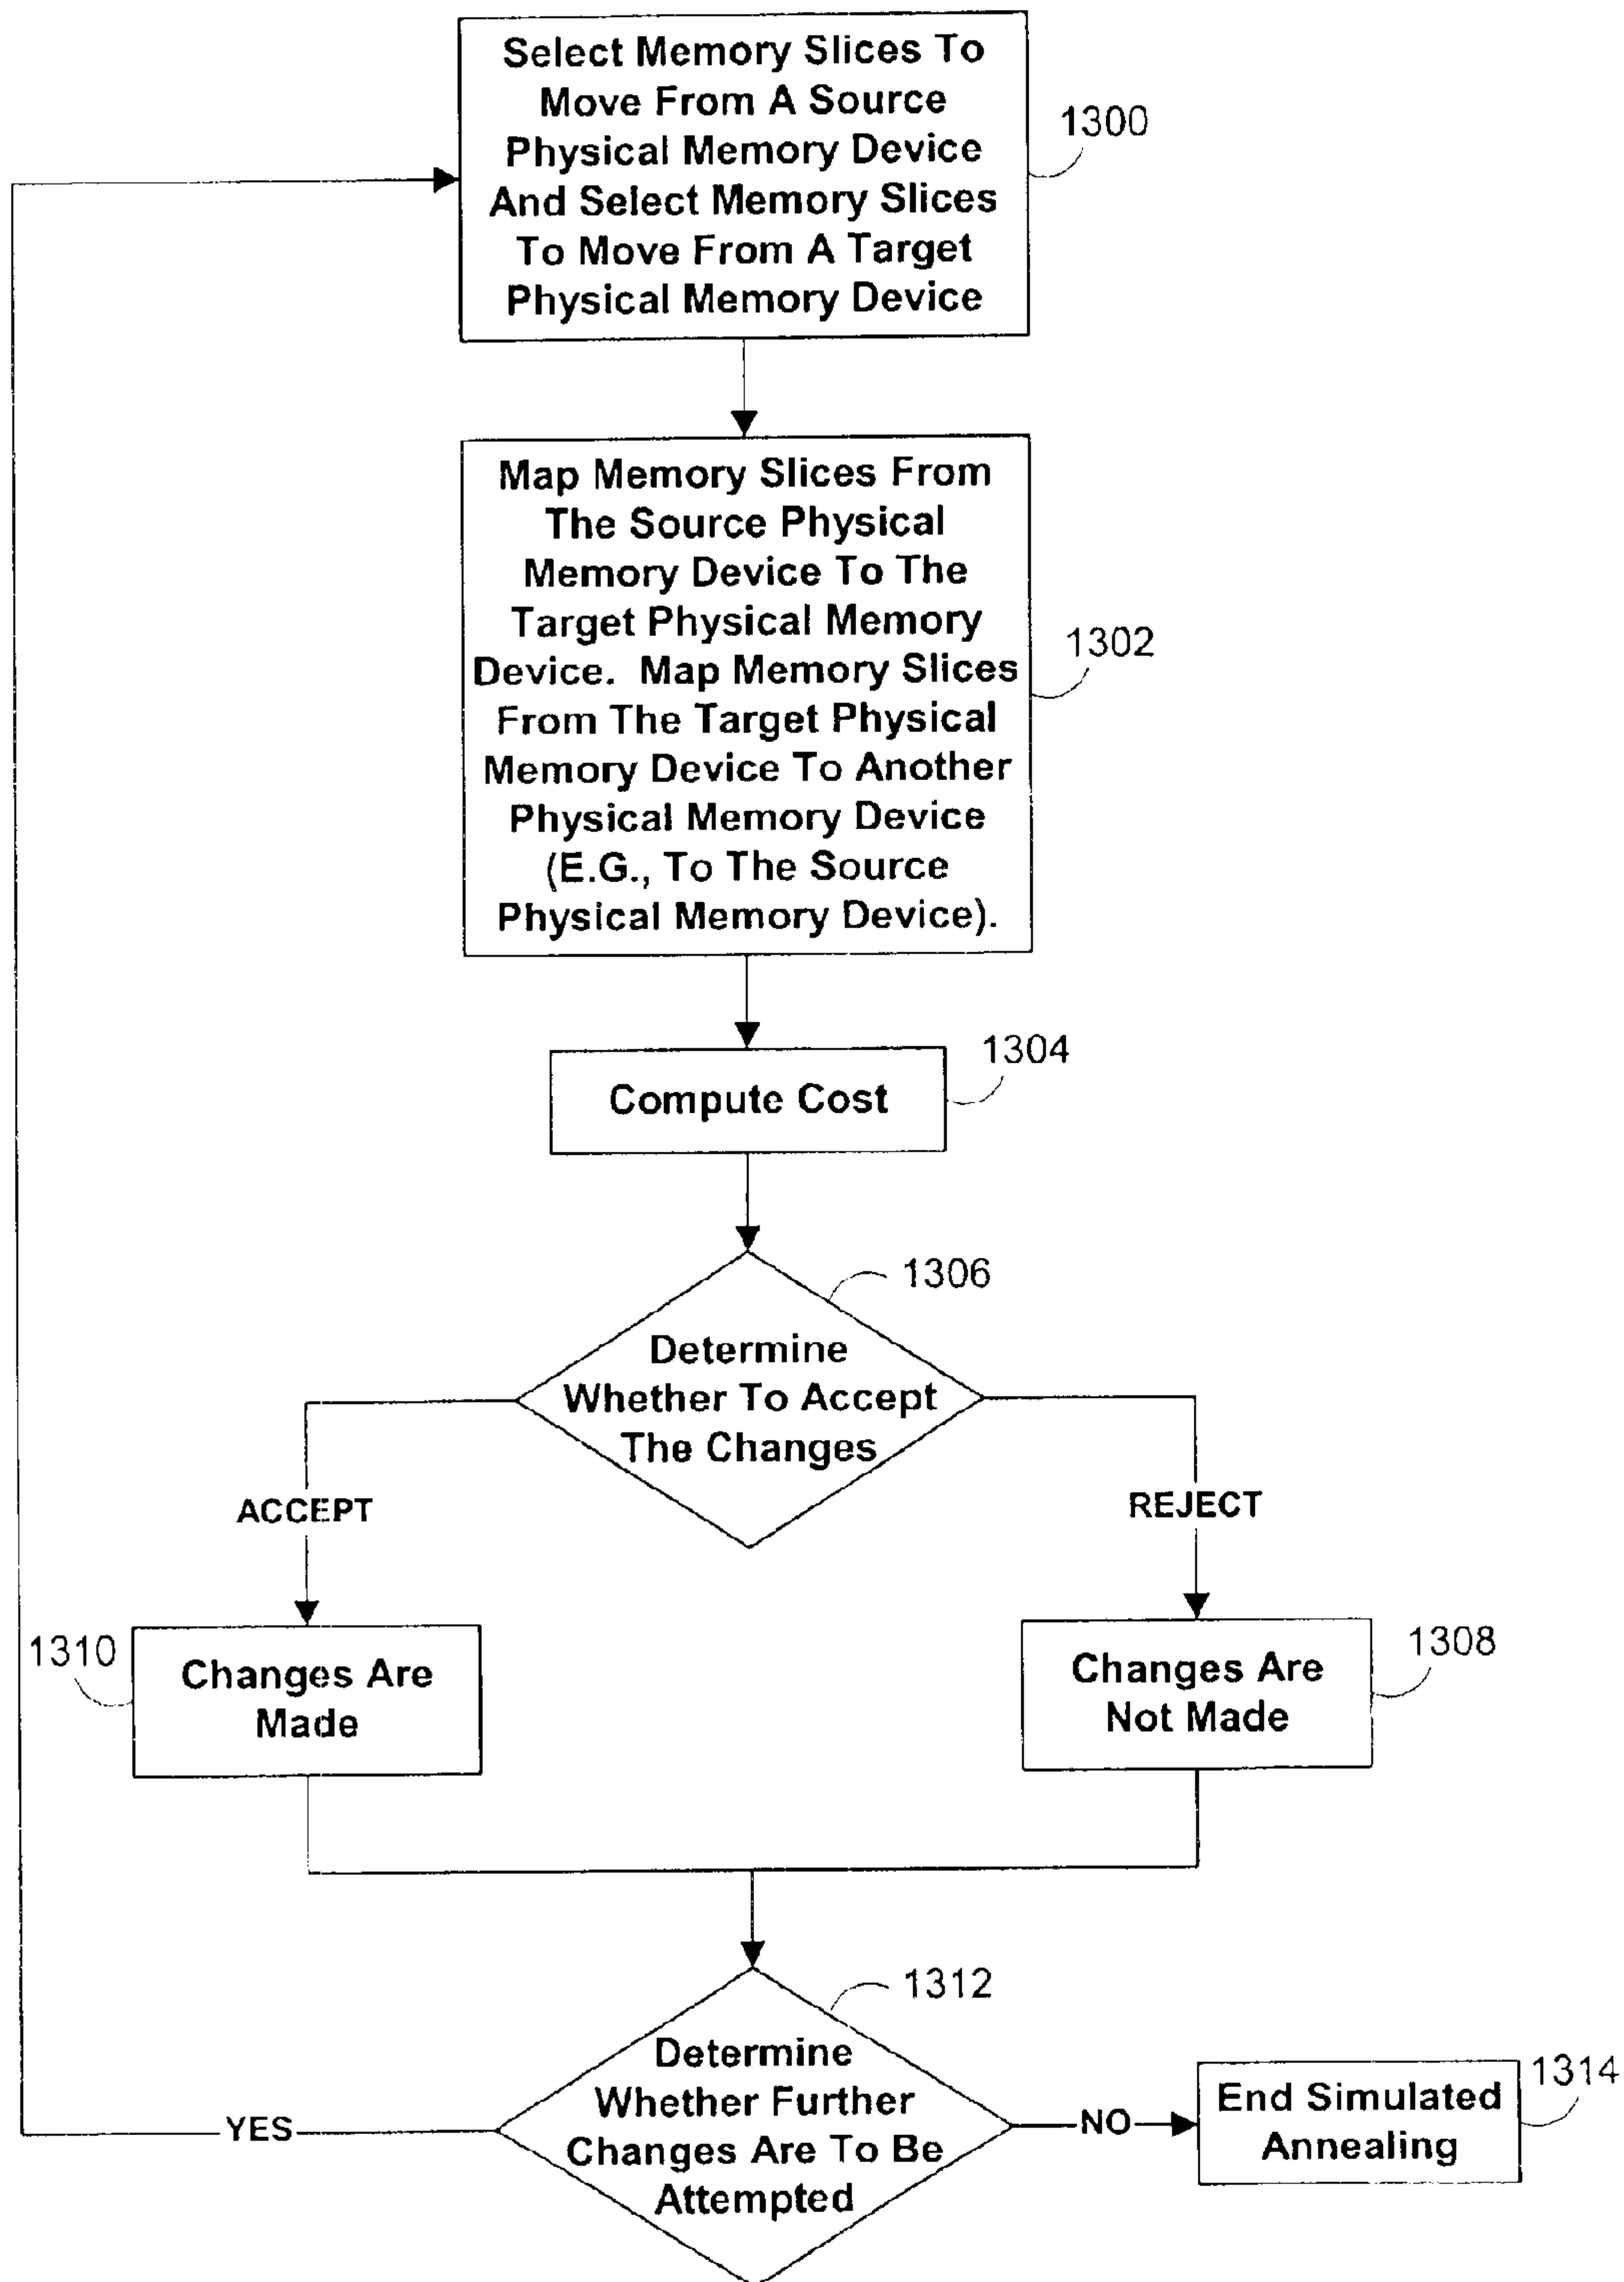 Select Memory Slices To
Move From A Source
Physical Memory Device
And Select Memory Slices
To Move From A Target
Physical Memory Device
1300
Map Memory Slices From
The Source Physical
Memory Device To The
Target Physical Memory
Device. Map Memory Slices
From The Target Physical
Memory Device To Another
Physical Memory Device
(E.G., To The Source
Physical Memory Device).
1302
Compute Cost
1304
1306
Determine
Whether To Accept
The Changes
ACCEPT
REJECT
1310
Changes Are
Made
Changes Are
Not Made
1308
1312
Determine
Whether Further
Changes Are To Be
Attempted
YES
NO
End Simulated
Annealing
1314